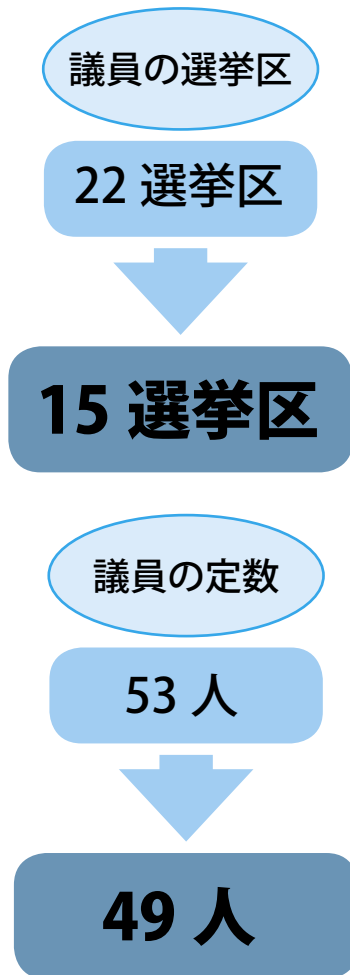 議員の選挙区
22 選挙区
15 選挙区
議員の定数
53 人
49 人